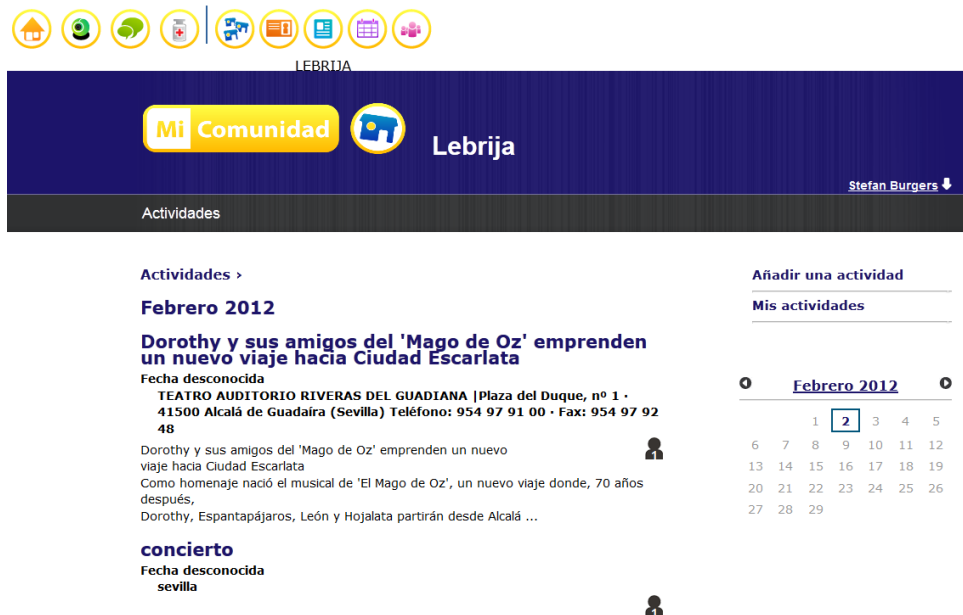 LEBRIJA
Mi Comunidad
Lebrija
Stefan Burgers
Actividades
Actividades ›
Febrero 2012
Dorothy y sus amigos del 'Mago de Oz' emprenden
un nuevo viaje hacia Ciudad Escarlata
Fecha desconocida
TEATRO AUDITORIO RIVERAS DEL GUADIANA |Plaza del Duque, nº 1 ·
41500 Alcalá de Guadaíra (Sevilla) Teléfono: 954 97 91 00 · Fax: 954 97 92
48
Dorothy y sus amigos del 'Mago de Oz' emprenden un nuevo
viaje hacia Ciudad Escarlata
1
Como homenaje nació el musical de 'El Mago de Oz', un nuevo viaje donde, 70 años
después,
Dorothy, Espantapájaros, León y Hojalata partirán desde Alcalá ...
concierto
Fecha desconocida
sevilla
1
Añadir una actividad
Mis actividades
Febrero 2012
1 2 3 4 5
6 7 8 9 10 11 12
13 14 15 16 17 18 19
20 21 22 23 24 25 26
27 28 29